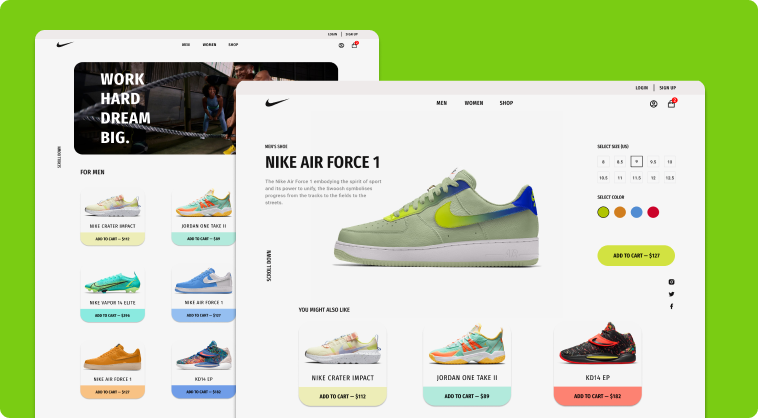 LOGIN | SIGN UP
MEN WOMEN SHOP
WORK
HARD
DREAM
BIG.
SCROLL DOWN
FOR MEN
NIKE CRATER IMPACT
ADD TO CART — $112
JORDAN ONE TAKE II
ADD TO CART — $89
NIKE VAPOR 14 ELITE
NIKE AIR FORCE 1
ADD TO CART — $127
NIKE AIR FORCE 1
ADD TO CART — $127
KD14 EP
ADD TO CART — $182
LOGIN | SIGN UP
MEN WOMEN SHOP
MEN'S SHOE
NIKE AIR FORCE 1
The Nike Air Force 1 embodying the spirit of sport
and its power to unify, the Swoosh symbolises
progress from the tracks to the fields to the
streets.
SCROLL DOWN
SELECT SIZE (US)
8 8.5 9 9.5 10
10.5 11 11.5 12 12.5
SELECT COLOR
ADD TO CART — $127
YOU MIGHT ALSO LIKE
NIKE CRATER IMPACT
ADD TO CART — $112
JORDAN ONE TAKE II
ADD TO CART — $89
KD14 EP
ADD TO CART — $182